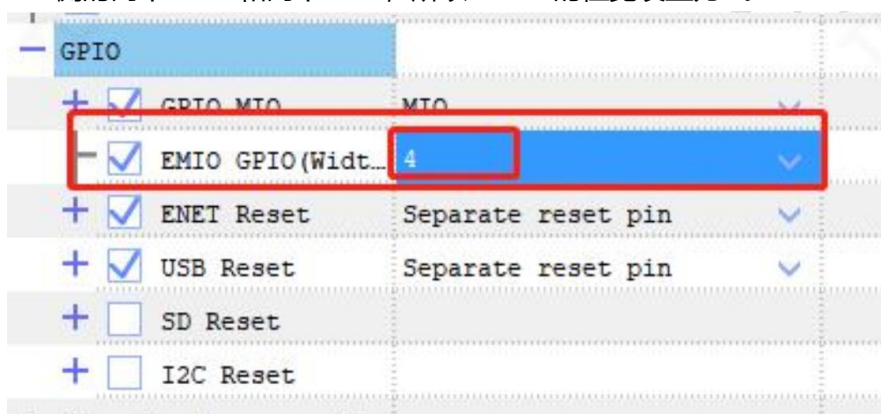 GPIO
GPIO MIO MIO
EMIO GPIO(Widt… 4
ENET Reset Separate reset pin
USB Reset Separate reset pin
SD Reset
I2C Reset